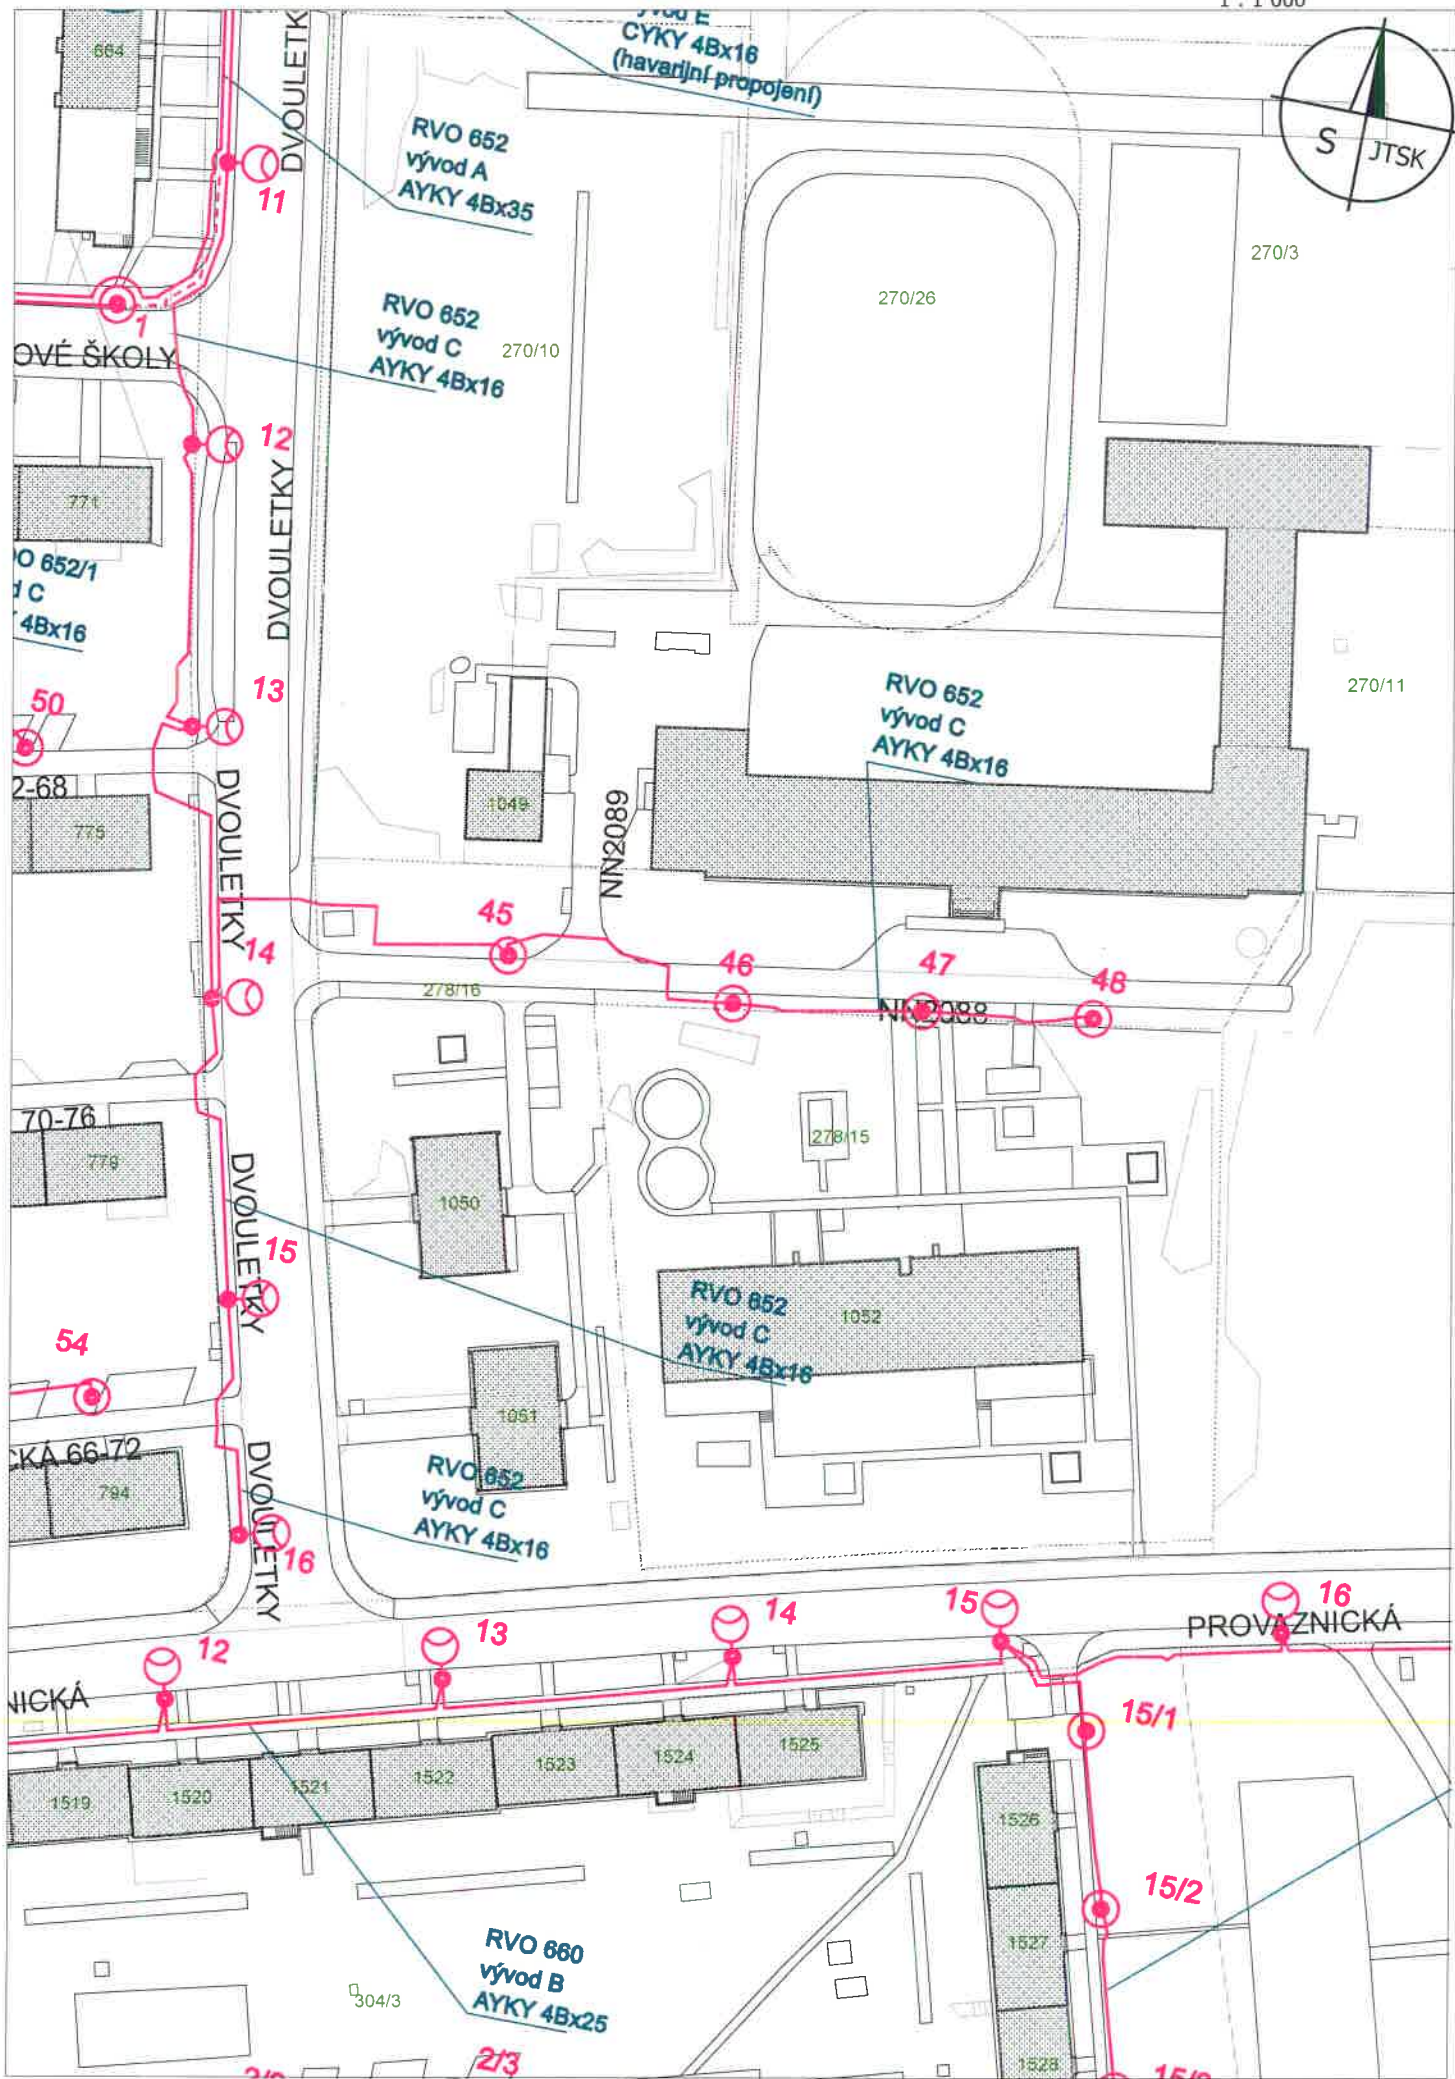 1 : 1 000
vývod E
CYKY 4Bx16
(havarijní propojení)
S JTSK
664
DVOULETK
RVO 652
vývod A
AYKY 4Bx35
11
270/3
270/26
1
RVO 652
vývod C
AYKY 4Bx16
270/10
OVÉ ŠKOLY
12
771
DVOULETKY
DO 652/1
d C
4Bx16
13
50
270/11
RVO 652
vývod C
AYKY 4Bx16
2-68
775
DVOULETKY
1049
NN2089
45
14
46
47
48
278/16
NN2088
70-76
778
278/15
DVOULETKY
1050
15
RVO 652
vývod C
AYKY 4Bx16
1052
54
1051
CKÁ 66-72
794
DVOULETKY
RVO 652
vývod C
AYKY 4Bx16
16
12
13
14
15
16
PROVAZNICKÁ
NICKÁ
15/1
1519
1520
1521
1522
1523
1524
1525
1526
15/2
1527
RVO 660
vývod B
AYKY 4Bx25
304/3
2/3
1528